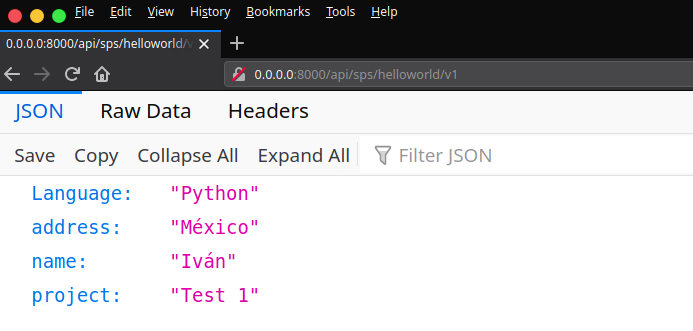 File Edit View History Bookmarks Tools Help
0.0.0.0:8000/api/sps/helloworld/v
0.0.0.0:8000/api/sps/helloworld/v1
JSON Raw Data Headers
Save Copy Collapse All Expand All Filter JSON
Language: "Python"
address: "México"
name: "Iván"
project: "Test 1"